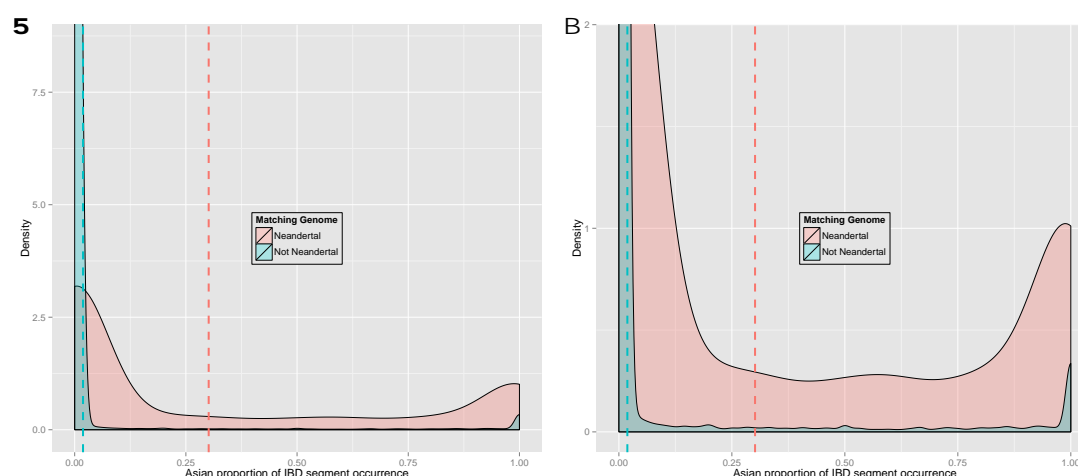 5
7.5
5.0
2.5
0.0
Density
0.00
0.25
0.50
0.75
1.00
Asian proportion of IBD segment occurrence
Matching Genome
Neandertal
Not Neandertal
B
2
1
0
Density
0.00
0.25
0.50
0.75
1.00
Asian proportion of IBD segment occurrence
Matching Genome
Neandertal
Not Neandertal